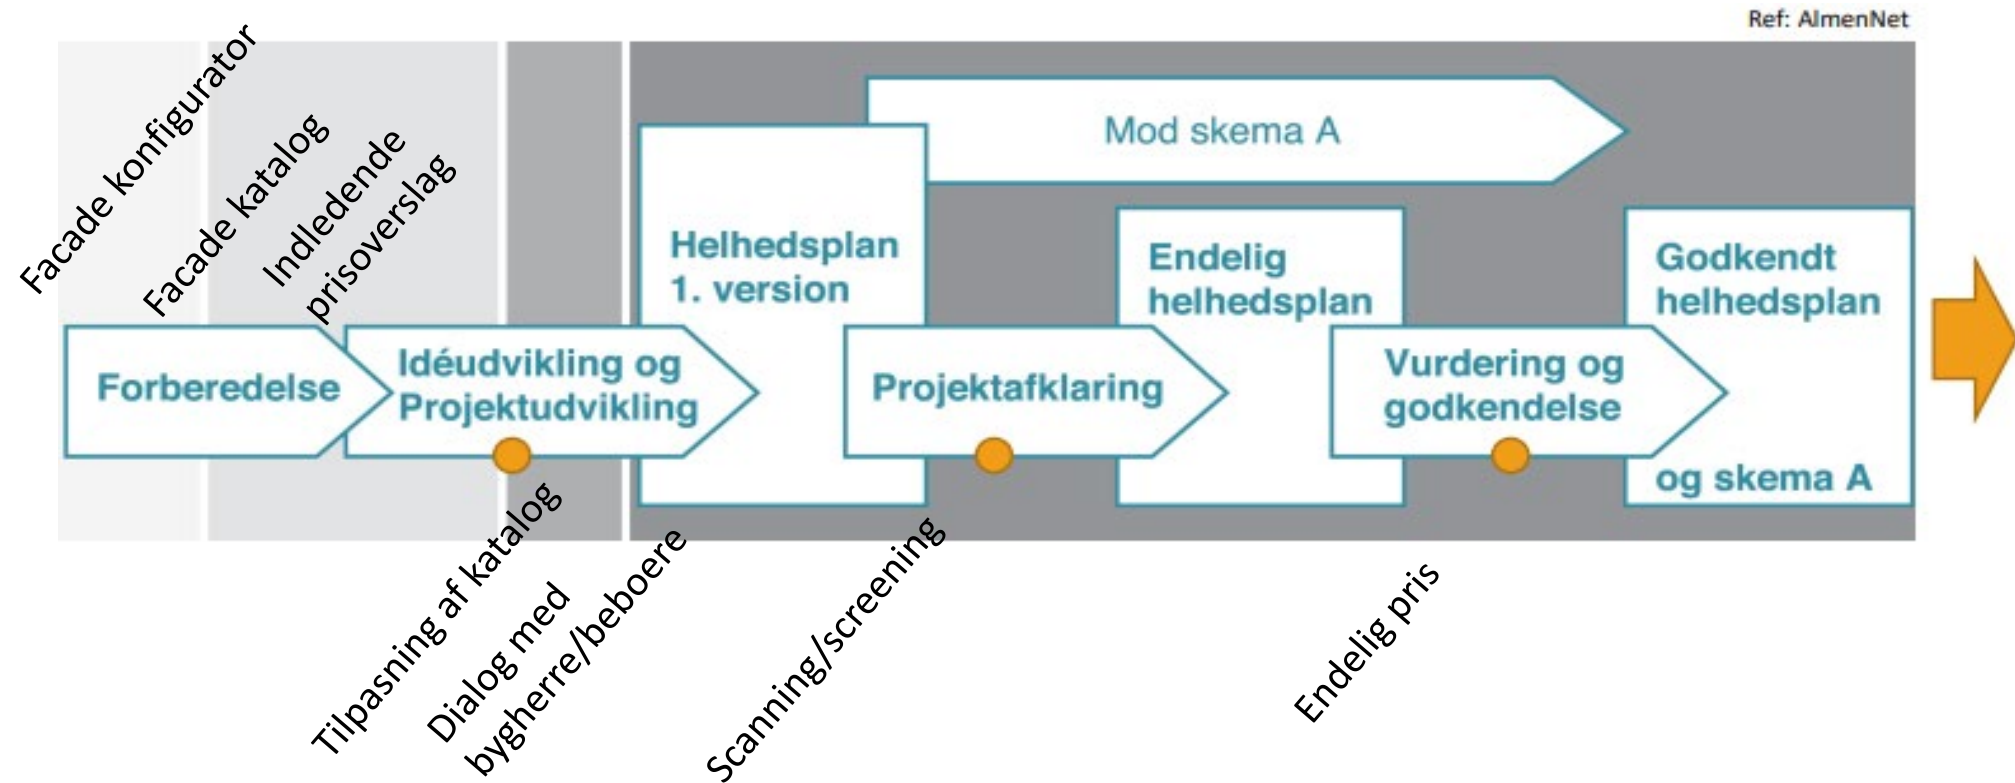 Ref: AlmenNet
Facade konfigurator
Facade katalog
Indledende
prisoverslag
Mod skema A
Helhedsplan
1. version
Endelig
helhedsplan
Godkendt
helhedsplan
og skema A
Forberedelse
Idéudvikling og
Projektudvikling
Projektafklaring
Vurdering og
godkendelse
Tilpasning af katalog
Dialog med
bygherre/beboere
Scanning/screening
Endelig pris